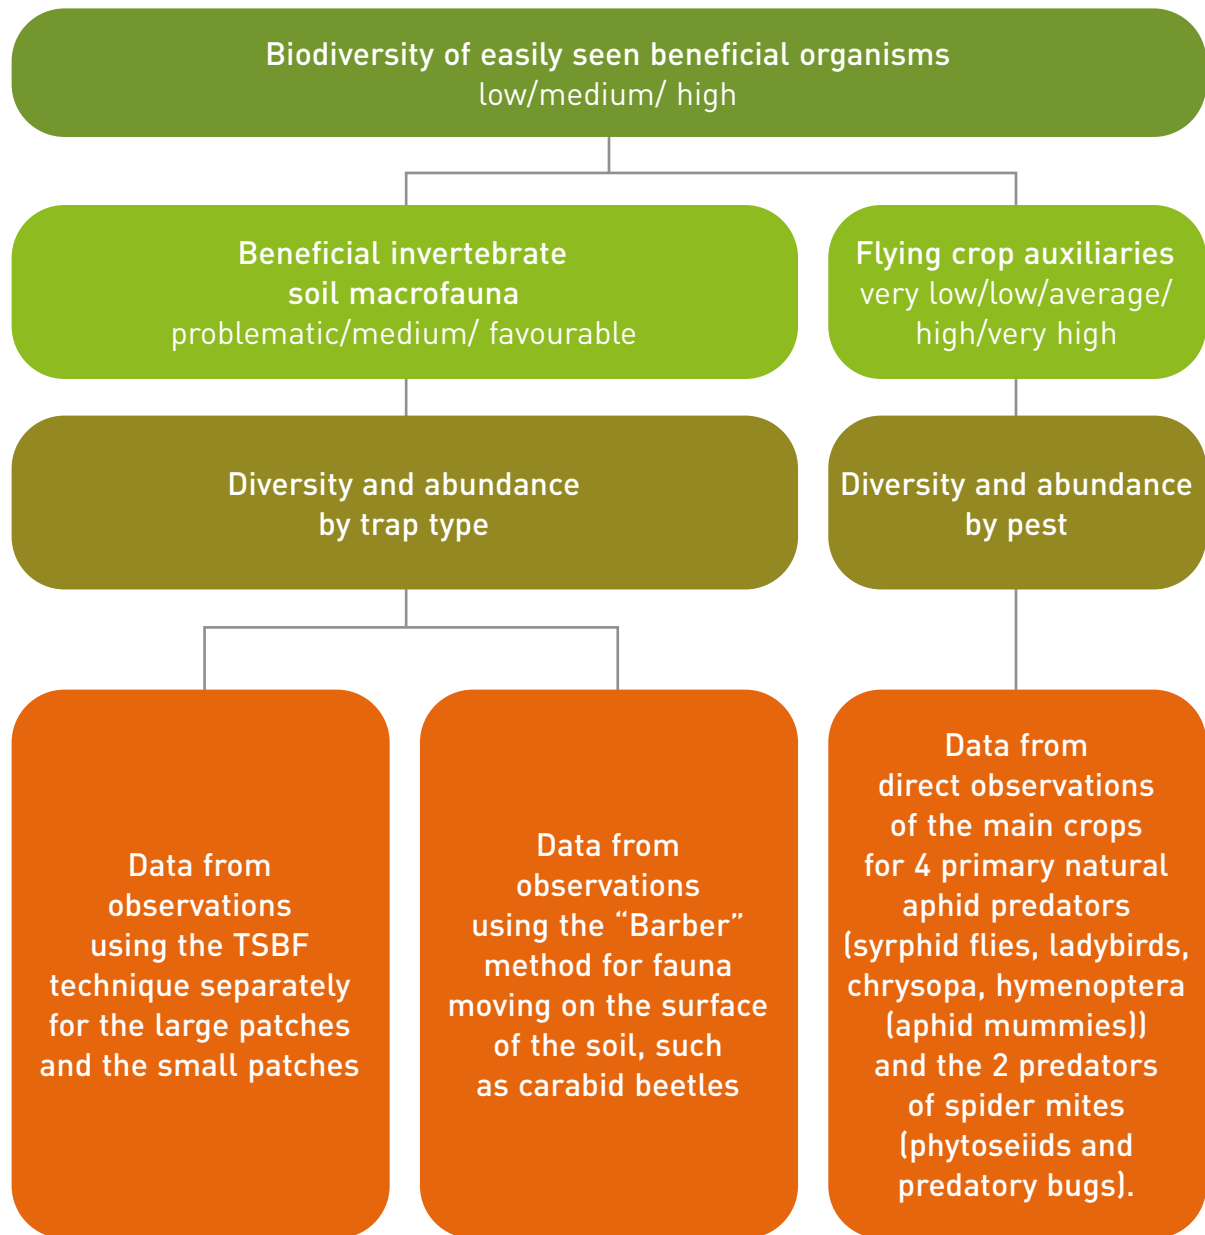 Biodiversity of easily seen beneficial organisms
low/medium/ high
Beneficial invertebrate
soil macrofauna
problematic/medium/ favourable
Flying crop auxiliaries
very low/low/average/
high/very high
Diversity and abundance
by trap type
Diversity and abundance
by pest
Data from
observations
using the TSBF
technique separately
for the large patches
and the small patches
Data from
observations
using the “Barber”
method for fauna
moving on the surface
of the soil, such
as carabid beetles
Data from
direct observations
of the main crops
for 4 primary natural
aphid predators
(syrphid flies, ladybirds,
chrysopa, hymenoptera
(aphid mummies))
and the 2 predators
of spider mites
(phytoseiids and
predatory bugs).